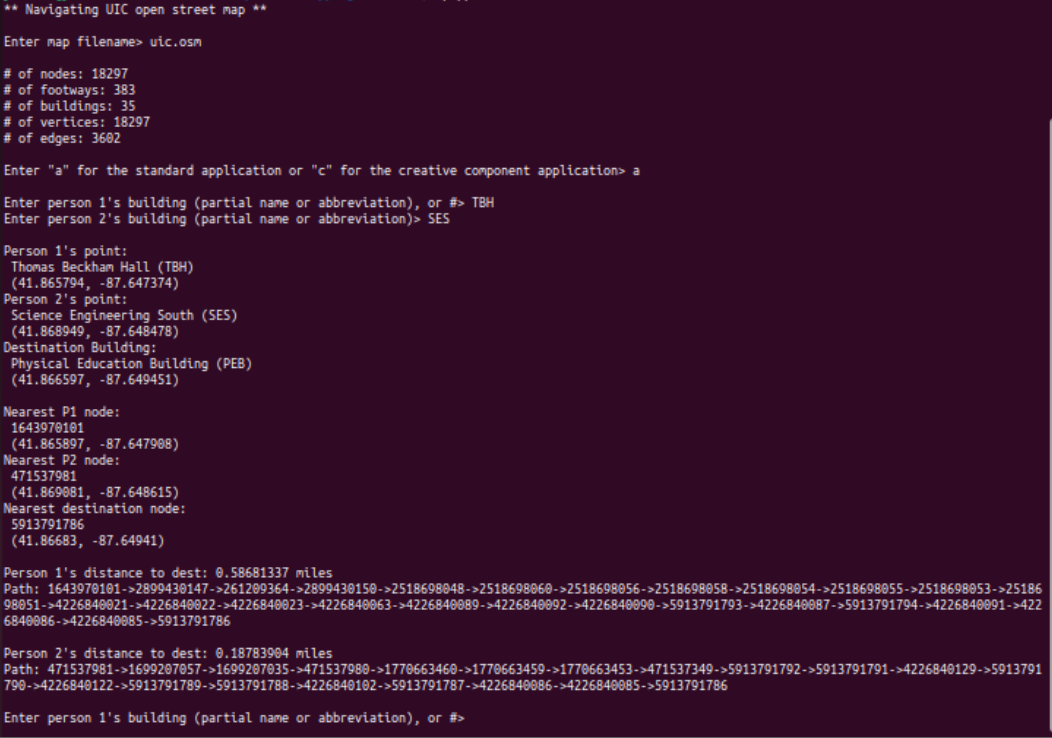 ** Navigating UIC open street map **
Enter map filename> uic.osm
# of nodes: 18297
# of footways: 383
# of buildings: 35
# of vertices: 18297
# of edges: 3602
Enter "a" for the standard application or "c" for the creative component application> a
Enter person 1's building (partial name or abbreviation), or #> TBH
Enter person 2's building (partial name or abbreviation)> SES
Person 1's point:
 Thomas Beckham Hall (TBH)
 (41.865794, -87.647374)
Person 2's point:
 Science Engineering South (SES)
 (41.868949, -87.648478)
Destination Building:
 Physical Education Building (PEB)
 (41.866597, -87.649451)
Nearest P1 node:
 1643970101
 (41.865897, -87.647908)
Nearest P2 node:
 471537981
 (41.869081, -87.648615)
Nearest destination node:
 5913791786
 (41.86683, -87.64941)
Person 1's distance to dest: 0.58681337 miles
Path: 1643970101->2899430147->261209364->2899430150->2518698048->2518698060->2518698056->2518698058->2518698054->2518698055->2518698053->25186
98051->4226840021->4226840022->4226840023->4226840063->4226840089->4226840092->4226840090->5913791793->4226840087->5913791794->4226840091->422
6840086->4226840085->5913791786
Person 2's distance to dest: 0.18783904 miles
Path: 471537981->1699207057->1699207035->471537980->1770663460->1770663459->1770663453->471537349->5913791792->5913791791->4226840129->5913791
790->4226840122->5913791789->5913791788->4226840102->5913791787->4226840086->4226840085->5913791786
Enter person 1's building (partial name or abbreviation), or #>